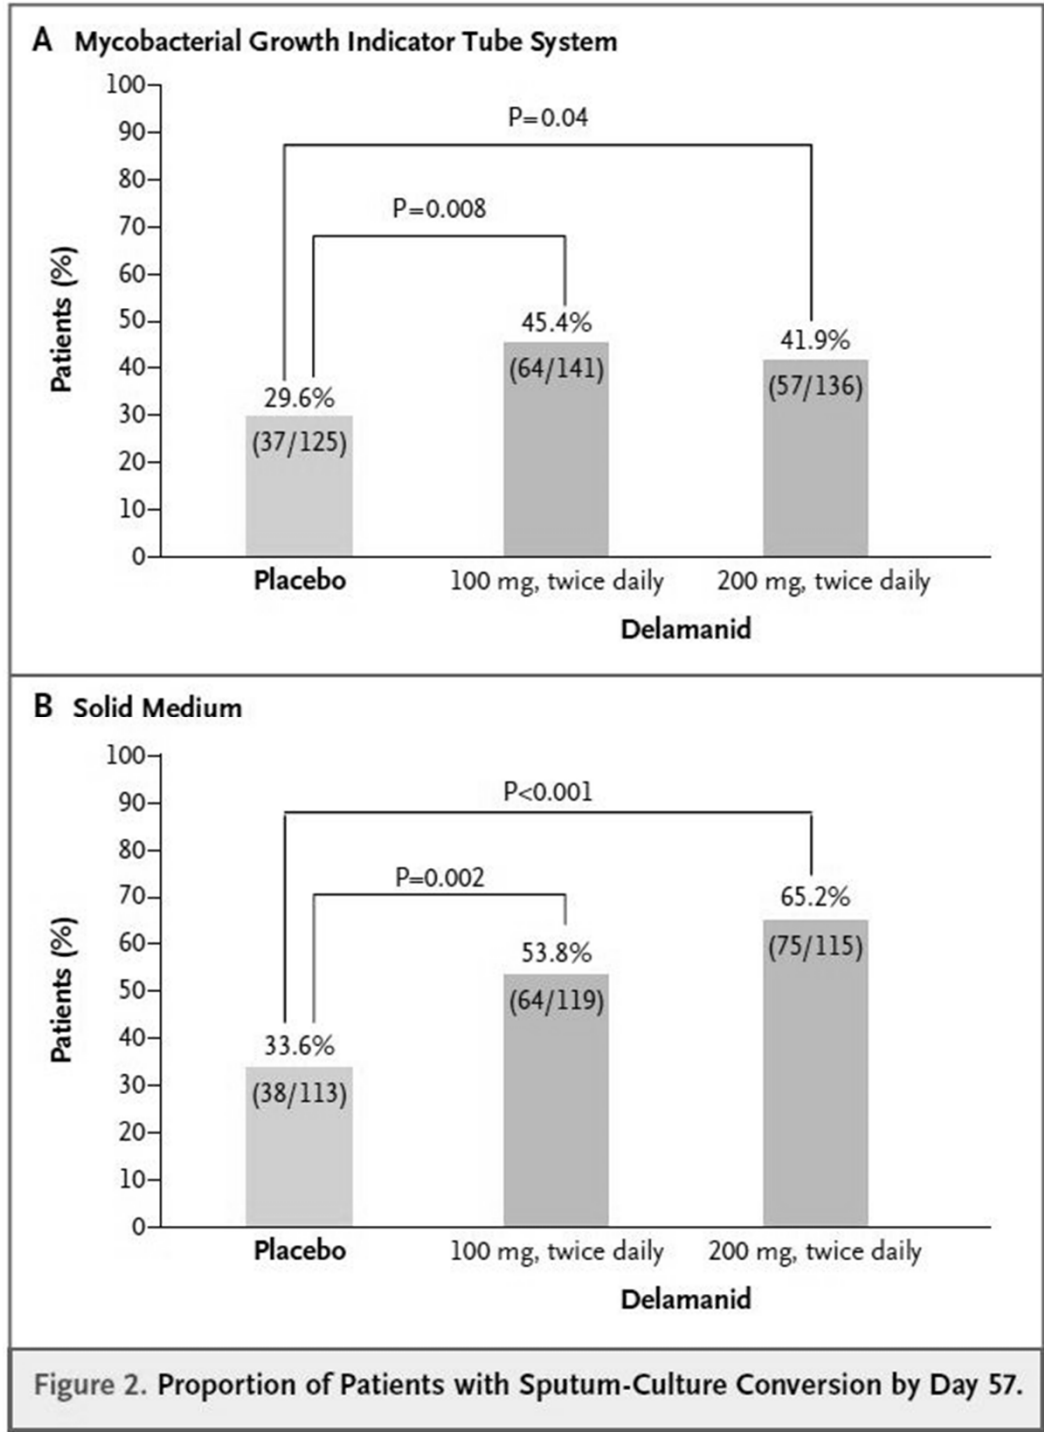 A Mycobacterial Growth Indicator Tube System
100
90
80
70
60
50
40
30
20
10
0
Patients (%)
P=0.04
P=0.008
29.6%
(37/125)
45.4%
(64/141)
41.9%
(57/136)
Placebo
100 mg, twice daily
200 mg, twice daily
Delamanid
B Solid Medium
100
90
80
70
60
50
40
30
20
10
0
Patients (%)
P<0.001
P=0.002
33.6%
(38/113)
53.8%
(64/119)
65.2%
(75/115)
Placebo
100 mg, twice daily
200 mg, twice daily
Delamanid
Figure 2. Proportion of Patients with Sputum-Culture Conversion by Day 57.